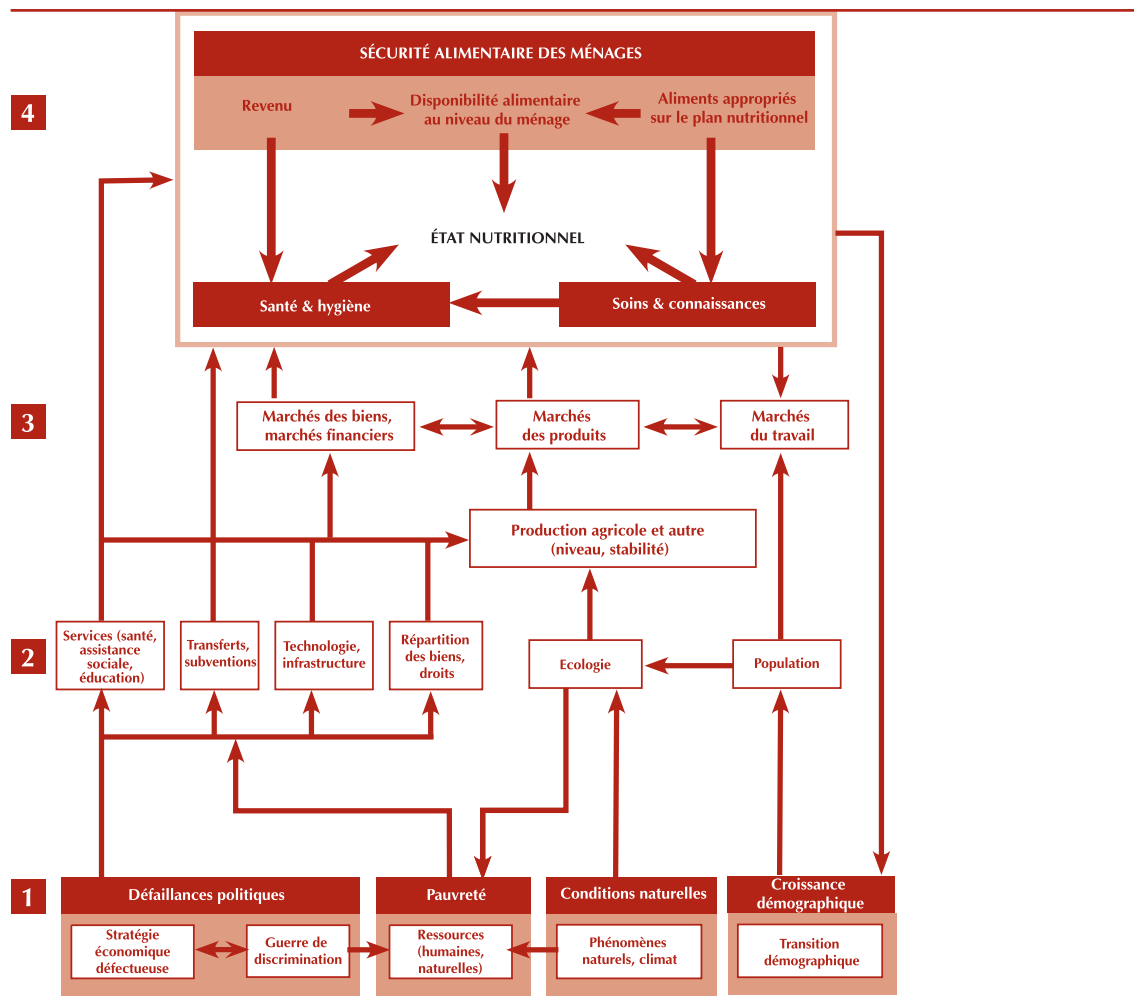 SÉCURITÉ ALIMENTAIRE DES MÉNAGES
4
Revenu
Disponibilité alimentaire
au niveau du ménage
Aliments appropriés
sur le plan nutritionnel
ÉTAT NUTRITIONNEL
Santé & hygiène
Soins & connaissances
3
Marchés des biens,
marchés financiers
Marchés
des produits
Marchés
du travail
Production agricole et autre
(niveau, stabilité)
2
Services (santé,
assistance
sociale,
éducation)
Transferts,
subventions
Technologie,
infrastructure
Répartition
des biens,
droits
Ecologie
Population
1
Défaillances politiques
Pauvreté
Conditions naturelles
Croissance
démographique
Stratégie
économique
défectueuse
Guerre de
discrimination
Ressources
(humaines,
naturelles)
Phénomènes
naturels, climat
Transition
démographique